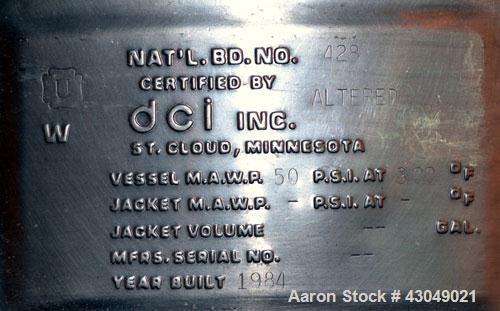 NAT'L. BD. NO. 428
U
CERTIFIED BY
ALTERED
W
dci INC.
ST. CLOUD, MINNESOTA
VESSEL M.A.W.P. 50 P.S.I. AT 300 °F
JACKET M.A.W.P. - P.S.I. AT - °F
JACKET VOLUME -- GAL.
MFRS. SERIAL NO. --
YEAR BUILT 1984
Aaron Stock # 43049021